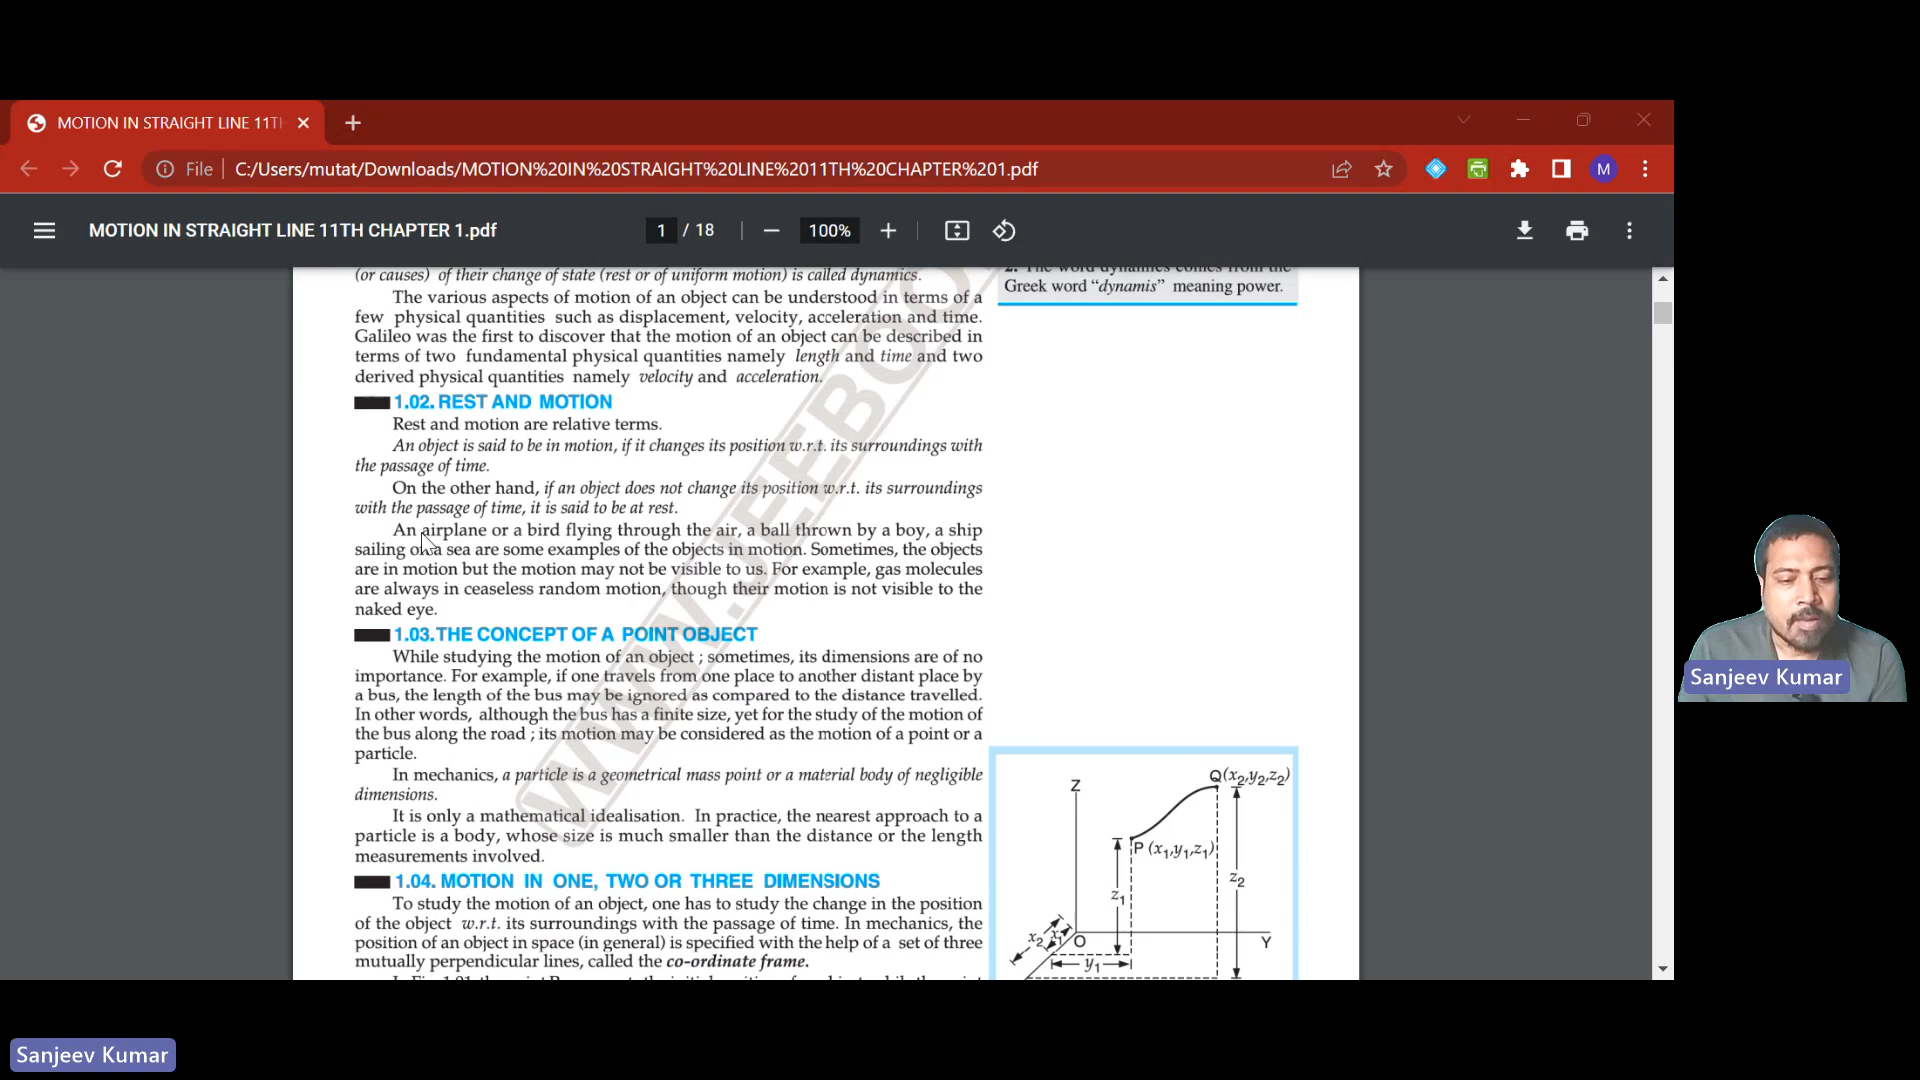 MOTION IN STRAIGHT LINE 11TH
File
C:/Users/mutat/Downloads/MOTION%20IN%20STRAIGHT%20LINE%2011TH%20CHAPTER%201.pdf
M
MOTION IN STRAIGHT LINE 11TH CHAPTER 1.pdf
1 / 18
100%
(or causes) of their change of state (rest or of uniform motion) is called dynamics.
The various aspects of motion of an object can be understood in terms of a
few physical quantities such as displacement, velocity, acceleration and time.
Galileo was the first to discover that the motion of an object can be described in
terms of two fundamental physical quantities namely length and time and two
derived physical quantities namely velocity and acceleration.
1.02. REST AND MOTION
Rest and motion are relative terms.
An object is said to be in motion, if it changes its position w.r.t. its surroundings with
the passage of time.
On the other hand, if an object does not change its position w.r.t. its surroundings
with the passage of time, it is said to be at rest.
An airplane or a bird flying through the air, a ball thrown by a boy, a ship
sailing on a sea are some examples of the objects in motion. Sometimes, the objects
are in motion but the motion may not be visible to us. For example, gas molecules
are always in ceaseless random motion, though their motion is not visible to the
naked eye.
1.03.THE CONCEPT OF A POINT OBJECT
While studying the motion of an object ; sometimes, its dimensions are of no
importance. For example, if one travels from one place to another distant place by
a bus, the length of the bus may be ignored as compared to the distance travelled.
In other words, although the bus has a finite size, yet for the study of the motion of
the bus along the road ; its motion may be considered as the motion of a point or a
particle.
In mechanics, a particle is a geometrical mass point or a material body of negligible
dimensions.
It is only a mathematical idealisation. In practice, the nearest approach to a
particle is a body, whose size is much smaller than the distance or the length
measurements involved.
1.04. MOTION IN ONE, TWO OR THREE DIMENSIONS
To study the motion of an object, one has to study the change in the position
of the object w.r.t. its surroundings with the passage of time. In mechanics, the
position of an object in space (in general) is specified with the help of a set of three
mutually perpendicular lines, called the co-ordinate frame.
2. The word dynamics comes from the
Greek word "dynamis" meaning power.
Z
Q(x₂,y₂,z₂)
P (x₁,y₁,z₁)
z₂
z₁
x₂
x₁
O
Y
y₁
WWW.JEEBOO
Sanjeev Kumar
Sanjeev Kumar